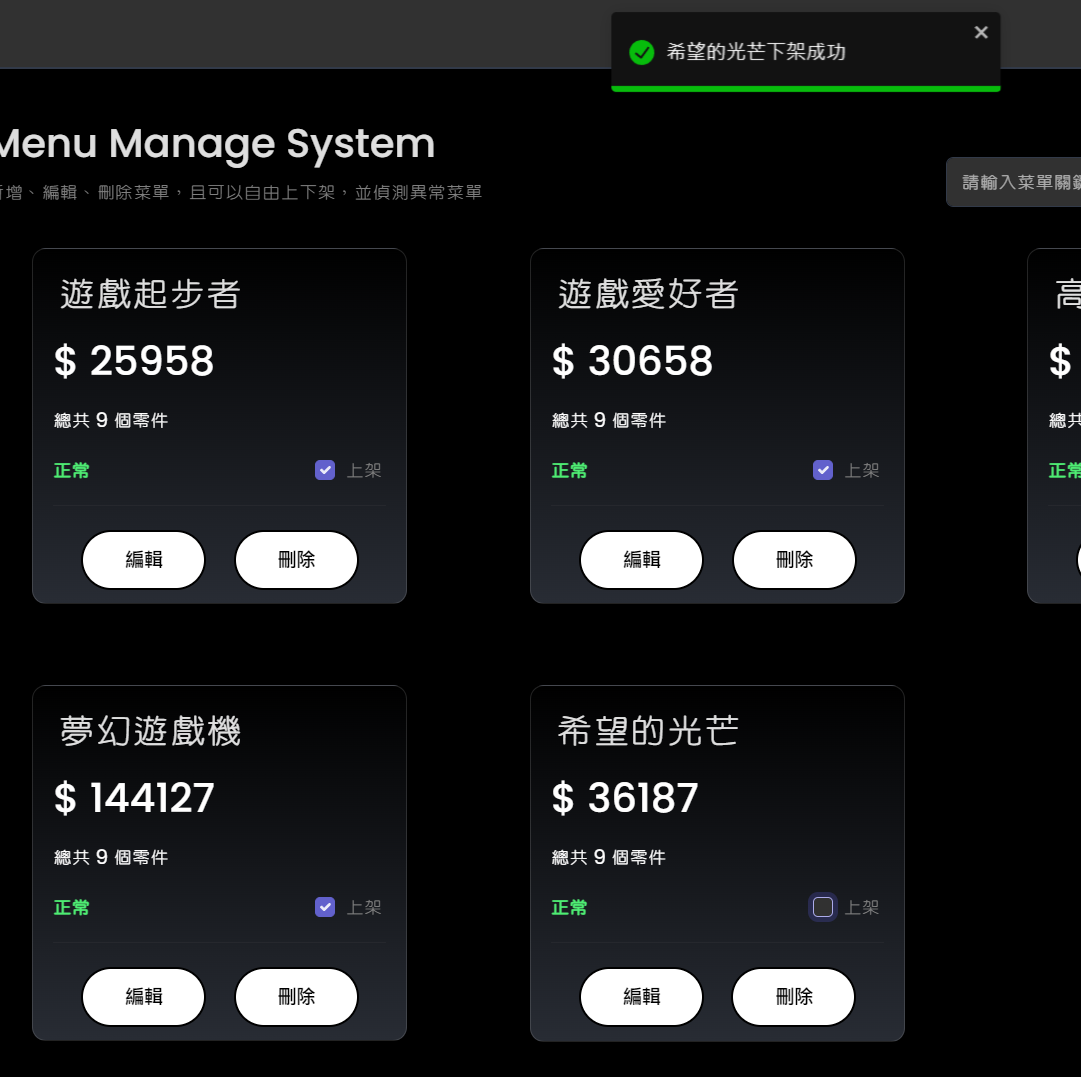 希望的光芒下架成功
Menu Manage System
增、編輯、刪除菜單，且可以自由上下架，並偵測異常菜單
請輸入菜單關鍵
遊戲起步者
$ 25958
總共 9 個零件
正常 上架
編輯 刪除
遊戲愛好者
$ 30658
總共 9 個零件
正常 上架
編輯 刪除
高
$
總共
正常
夢幻遊戲機
$ 144127
總共 9 個零件
正常 上架
編輯 刪除
希望的光芒
$ 36187
總共 9 個零件
正常 上架
編輯 刪除